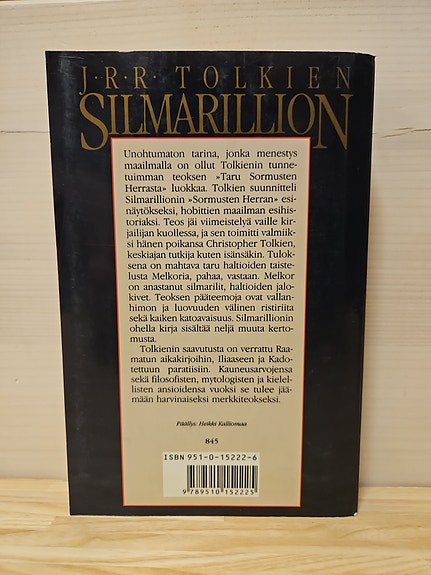 J·R·R· TOLKIEN
SILMARILLION
Unohtumaton tarina, jonka menestys
maailmalla on ollut Tolkienin tunne-
tuimman teoksen »Taru Sormusten
Herrasta» luokkaa. Tolkien suunnitteli
Silmarillionin »Sormusten Herran» esi-
näytökseksi, hobittien maailman esihis-
toriaksi. Teos jäi viimeistelyä vaille kir-
jailijan kuollessa, ja sen toimitti valmiik-
si hänen poikansa Christopher Tolkien,
keskiajan tutkija kuten isänsäkin. Tulok-
sena on mahtava taru haltioiden taiste-
lusta Melkoria, pahaa, vastaan. Melkor
on anastanut silmarilit, haltioiden jalo-
kivet. Teoksen pääteemoja ovat vallan-
himon ja luovuuden välinen ristiriita
sekä kaiken katoavaisuus. Silmarillionin
ohella kirja sisältää neljä muuta kerto-
musta.
Tolkienin saavutusta on verrattu Raa-
matun aikakirjoihin, Iliaaseen ja Kado-
tettuun paratiisiin. Kauneusarvojensa
sekä filosofisten, mytologisten ja kielel-
listen ansioidensa vuoksi se tulee jää-
mään harvinaiseksi merkkiteokseksi.
Päällys: Heikki Kalliomaa
845
ISBN 951-0-15222-6
9 789510 152225